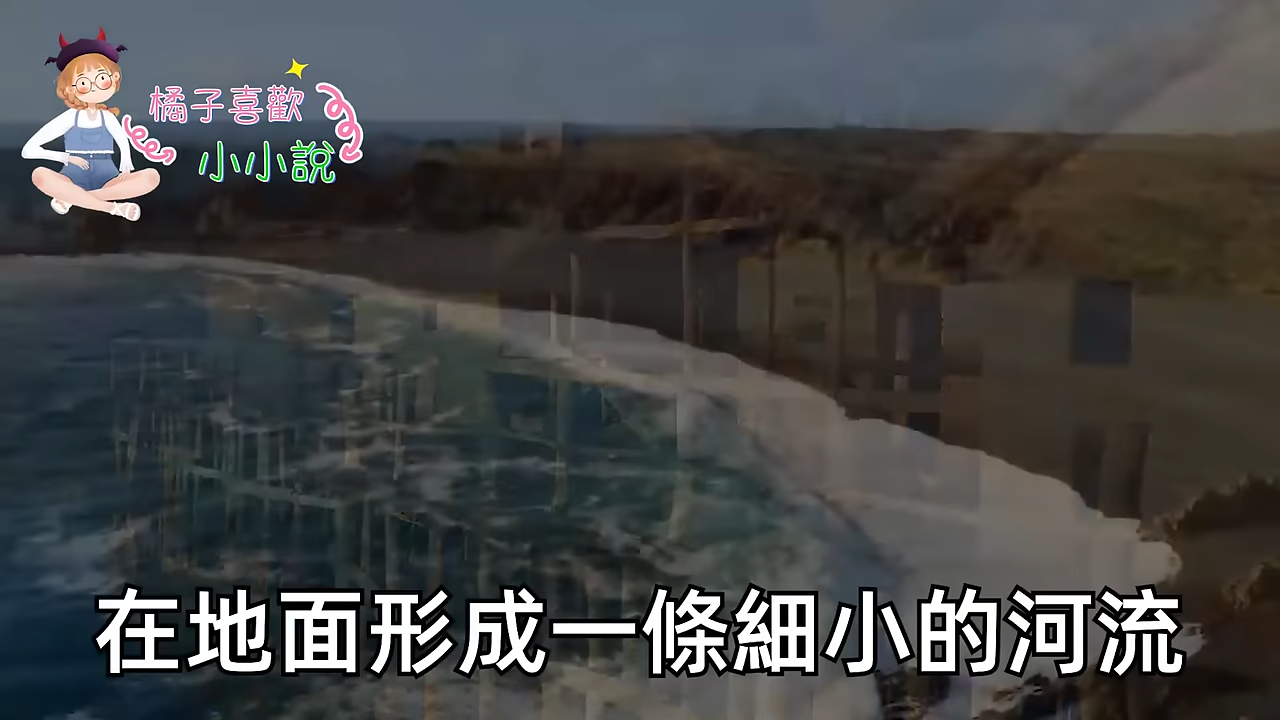 橘子喜歡
小小說
在地面形成一條細小的河流